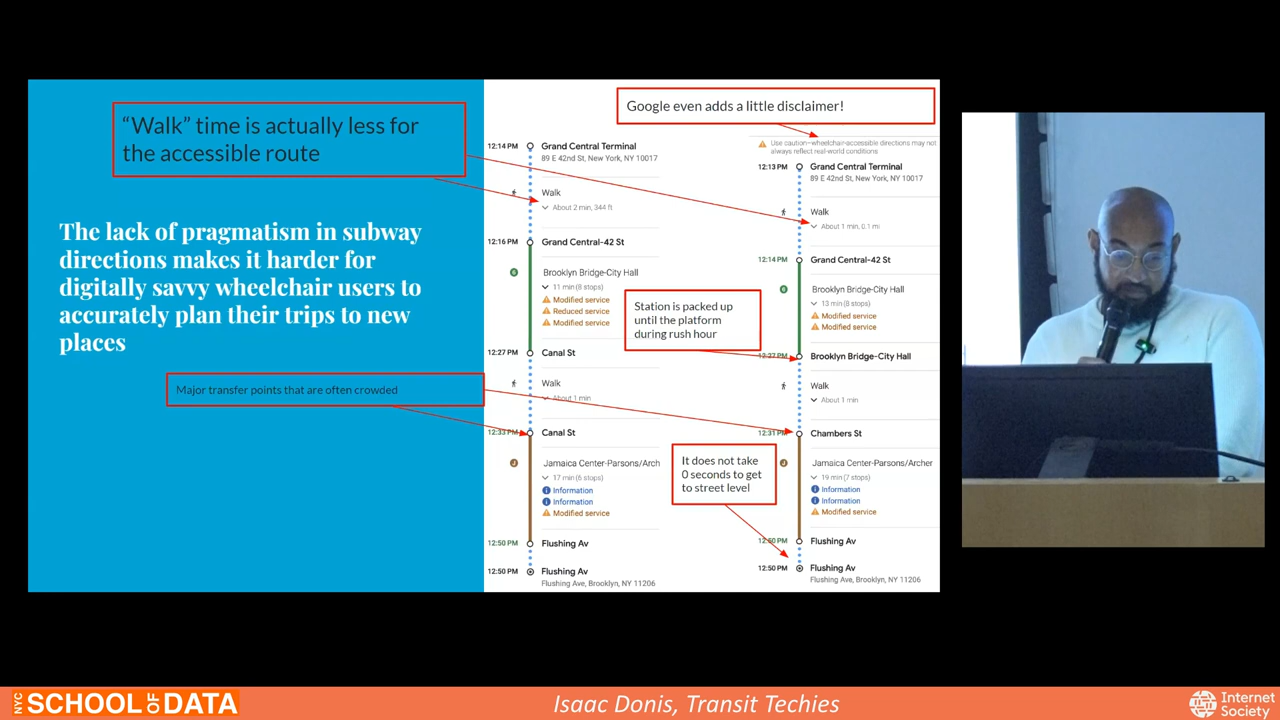 “Walk” time is actually less for
the accessible route
The lack of pragmatism in subway
directions makes it harder for
digitally savvy wheelchair users to
accurately plan their trips to new
places
Major transfer points that are often crowded
12:14 PM
Grand Central Terminal
89 E 42nd St, New York, NY 10017
Walk
About 2 min, 344 ft
12:16 PM
Grand Central-42 St
6
Brooklyn Bridge-City Hall
11 min (8 stops)
Modified service
Reduced service
Modified service
12:27 PM
Canal St
Walk
About 1 min
12:33 PM
Canal St
J
Jamaica Center-Parsons/Arch
17 min (6 stops)
Information
Information
Modified service
12:50 PM
Flushing Av
12:50 PM
Flushing Av
Flushing Ave, Brooklyn, NY 11206
Google even adds a little disclaimer!
Use caution–wheelchair-accessible directions may not
always reflect real-world conditions
12:13 PM
Grand Central Terminal
89 E 42nd St, New York, NY 10017
Walk
About 1 min, 0.1 mi
12:14 PM
Grand Central-42 St
6
Brooklyn Bridge-City Hall
13 min (8 stops)
Modified service
Modified service
Station is packed up
until the platform
during rush hour
12:27 PM
Brooklyn Bridge-City Hall
Walk
About 1 min
12:31 PM
Chambers St
J
Jamaica Center-Parsons/Archer
19 min (7 stops)
Information
Information
Modified service
It does not take
0 seconds to get
to street level
12:50 PM
Flushing Av
12:50 PM
Flushing Av
Flushing Ave, Brooklyn, NY 11206
NYC SCHOOL OF DATA
Isaac Donis, Transit Techies
Internet
Society